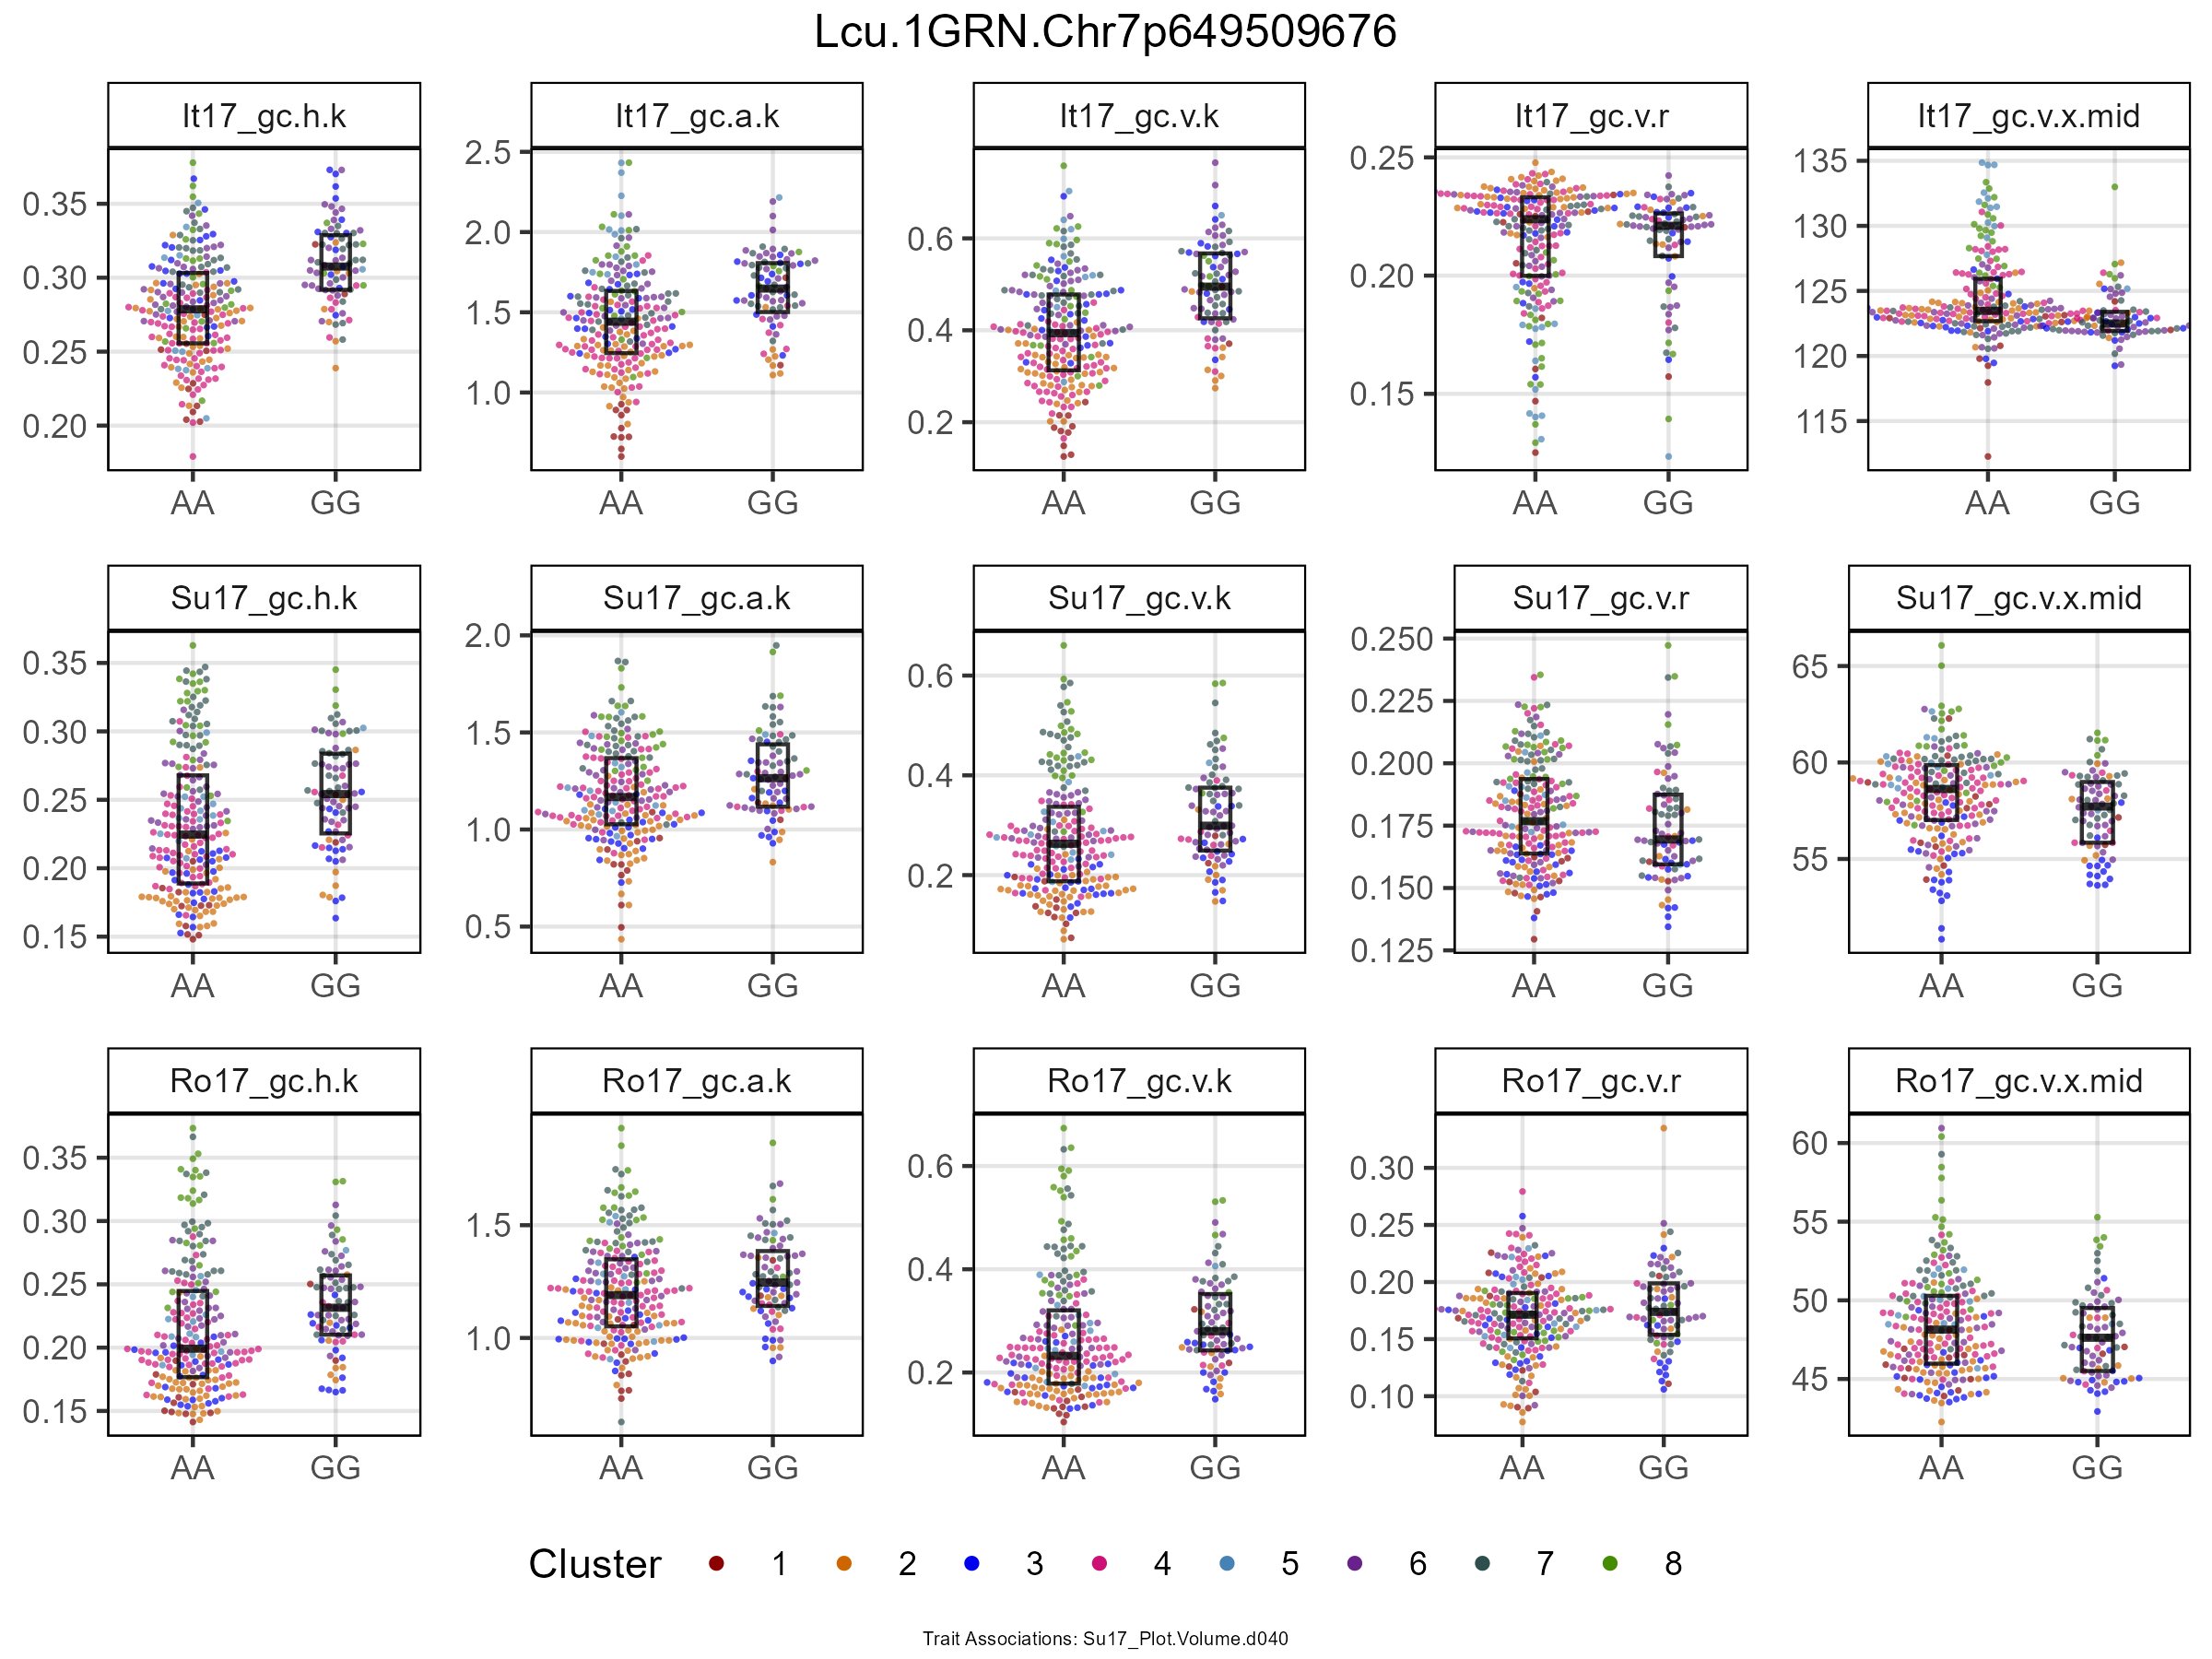 Lcu.1GRN.Chr7p649509676
It17_gc.h.k
It17_gc.a.k
It17_gc.v.k
It17_gc.v.r
It17_gc.v.x.mid
0.35
0.30
0.25
0.20
AA GG
2.5
2.0
1.5
1.0
AA GG
0.6
0.4
0.2
AA GG
0.25
0.20
0.15
AA GG
135
130
125
120
115
AA GG
Su17_gc.h.k
Su17_gc.a.k
Su17_gc.v.k
Su17_gc.v.r
Su17_gc.v.x.mid
0.35
0.30
0.25
0.20
0.15
AA GG
2.0
1.5
1.0
0.5
AA GG
0.6
0.4
0.2
AA GG
0.250
0.225
0.200
0.175
0.150
0.125
AA GG
65
60
55
AA GG
Ro17_gc.h.k
Ro17_gc.a.k
Ro17_gc.v.k
Ro17_gc.v.r
Ro17_gc.v.x.mid
0.35
0.30
0.25
0.20
0.15
AA GG
1.5
1.0
AA GG
0.6
0.4
0.2
AA GG
0.30
0.25
0.20
0.15
0.10
AA GG
60
55
50
45
AA GG
Cluster 1 2 3 4 5 6 7 8
Trait Associations: Su17_Plot.Volume.d040